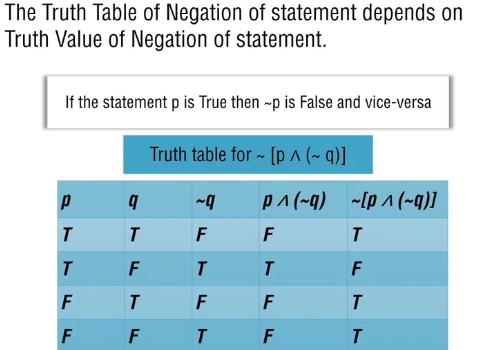 The Truth Table of Negation of statement depends on
Truth Value of Negation of statement.
If the statement p is True then ~p is False and vice-versa
Truth table for ~ [p ∧ (~ q)]
p q ~q p ∧ (~q) ~[p ∧ (~q)]
T T F F T
T F T T F
F T F F T
F F T F T